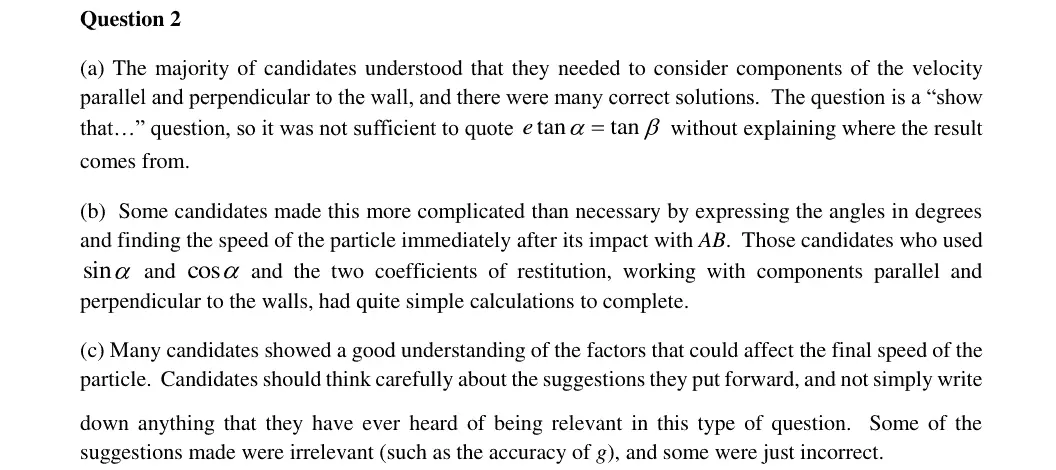 Question 2
(a) The majority of candidates understood that they needed to consider components of the velocity
parallel and perpendicular to the wall, and there were many correct solutions.  The question is a “show
that…” question, so it was not sufficient to quote e tan α = tan β without explaining where the result
comes from.
(b)  Some candidates made this more complicated than necessary by expressing the angles in degrees
and finding the speed of the particle immediately after its impact with AB.  Those candidates who used
sin α and cos α and the two coefficients of restitution, working with components parallel and
perpendicular to the walls, had quite simple calculations to complete.
(c) Many candidates showed a good understanding of the factors that could affect the final speed of the
particle.  Candidates should think carefully about the suggestions they put forward, and not simply write
down anything that they have ever heard of being relevant in this type of question.  Some of the
suggestions made were irrelevant (such as the accuracy of g), and some were just incorrect.